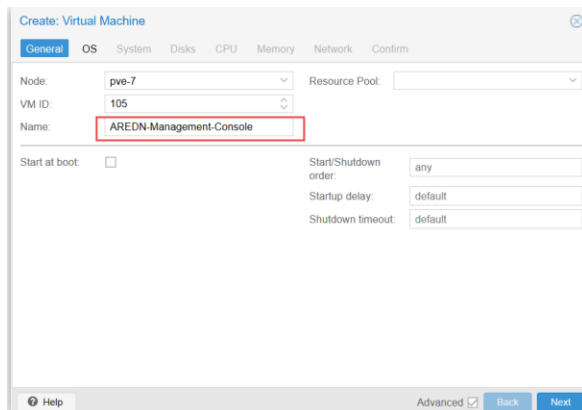 Create: Virtual Machine
General OS System Disks CPU Memory Network Confirm
Node: pve-7 Resource Pool:
VM ID: 105
Name: AREDN-Management-Console
Start at boot: Start/Shutdown order: any
Startup delay: default
Shutdown timeout: default
Help Advanced Back Next